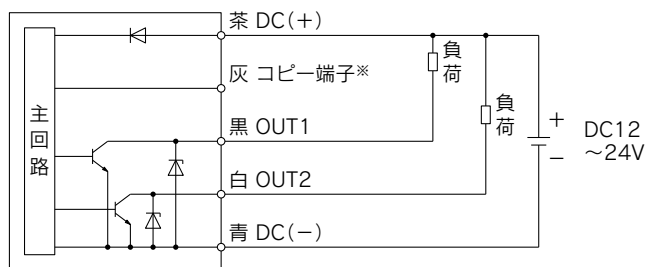 茶 DC(+)
負荷
灰 コピー端子※
負荷
主回路
黒 OUT1
+
DC12
～24V
−
白 OUT2
青 DC(−)